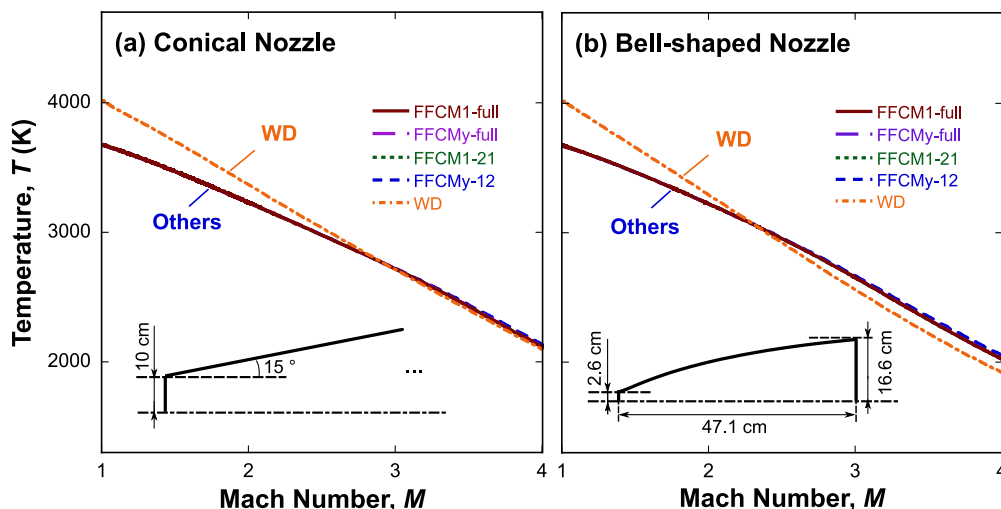 (a) Conical Nozzle
Temperature, T (K)
4000
3000
2000
FFCM1-full
FFCMy-full
FFCM1-21
FFCMy-12
WD
WD
Others
10 cm
15 °
...
1
2
3
4
Mach Number, M
(b) Bell-shaped Nozzle
FFCM1-full
FFCMy-full
FFCM1-21
FFCMy-12
WD
WD
Others
2.6 cm
16.6 cm
47.1 cm
1
2
3
4
Mach Number, M